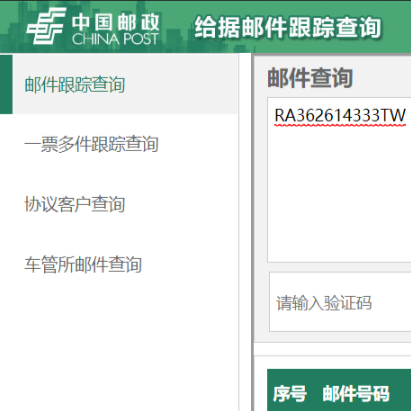 中国邮政
CHINA POST
给据邮件跟踪查询
邮件跟踪查询
一票多件跟踪查询
协议客户查询
车管所邮件查询
邮件查询
RA362614333TW
请输入验证码
序号 邮件号码